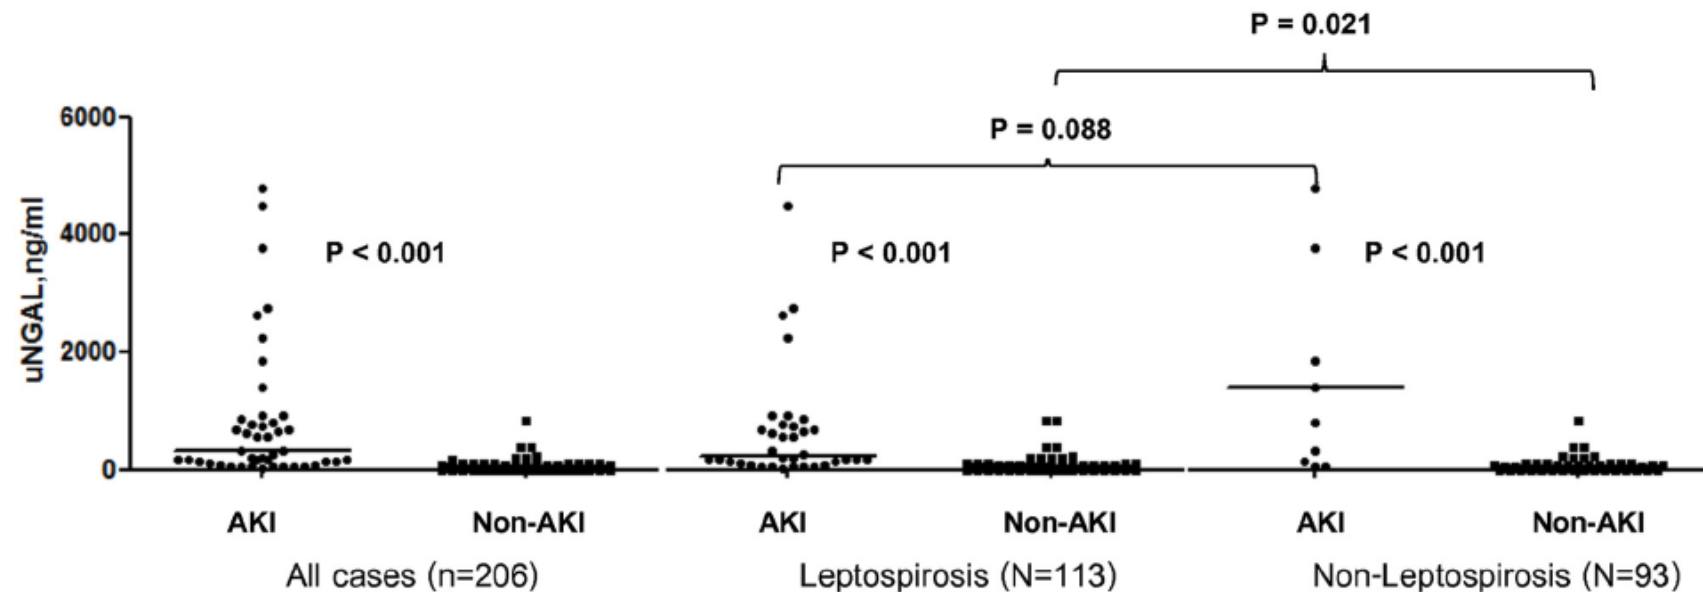 P = 0.021
P = 0.088
6000
4000
2000
0
uNGAL,ng/ml
P < 0.001
P < 0.001
P < 0.001
AKI Non-AKI AKI Non-AKI AKI Non-AKI
All cases (n=206) Leptospirosis (N=113) Non-Leptospirosis (N=93)